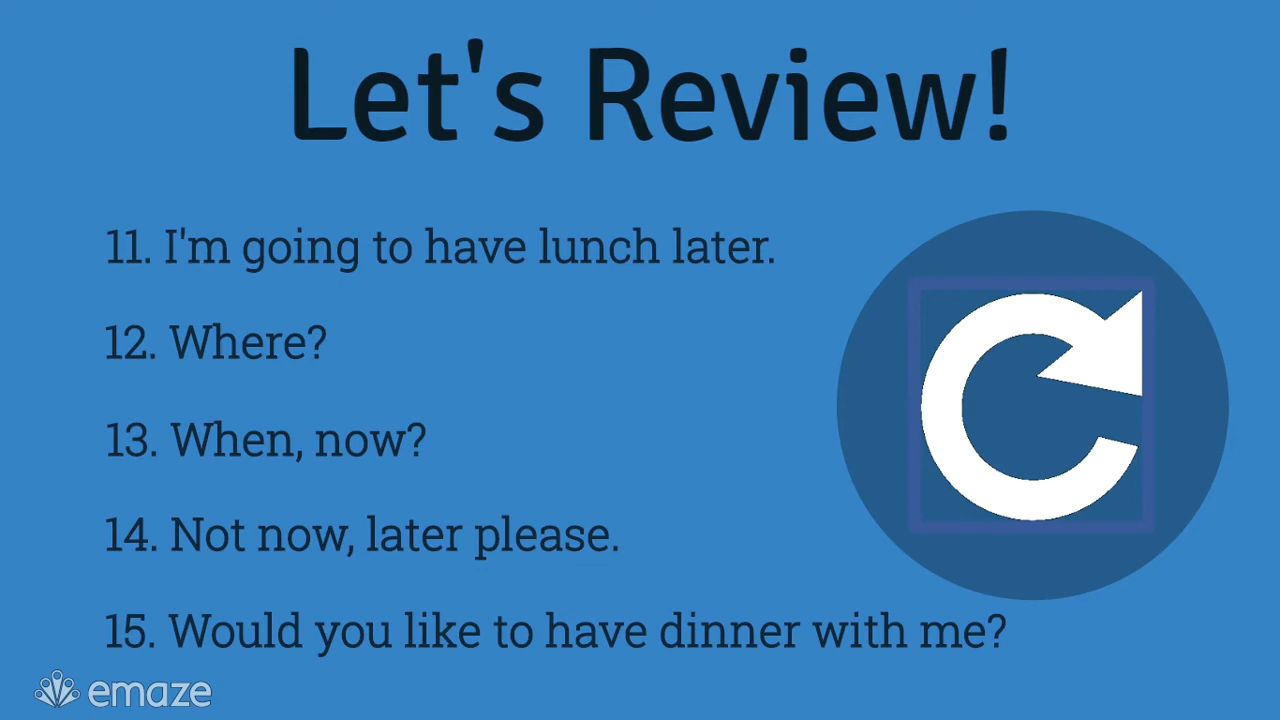 Let's Review!
11. I'm going to have lunch later.
12. Where?
13. When, now?
14. Not now, later please.
15. Would you like to have dinner with me?
emaze